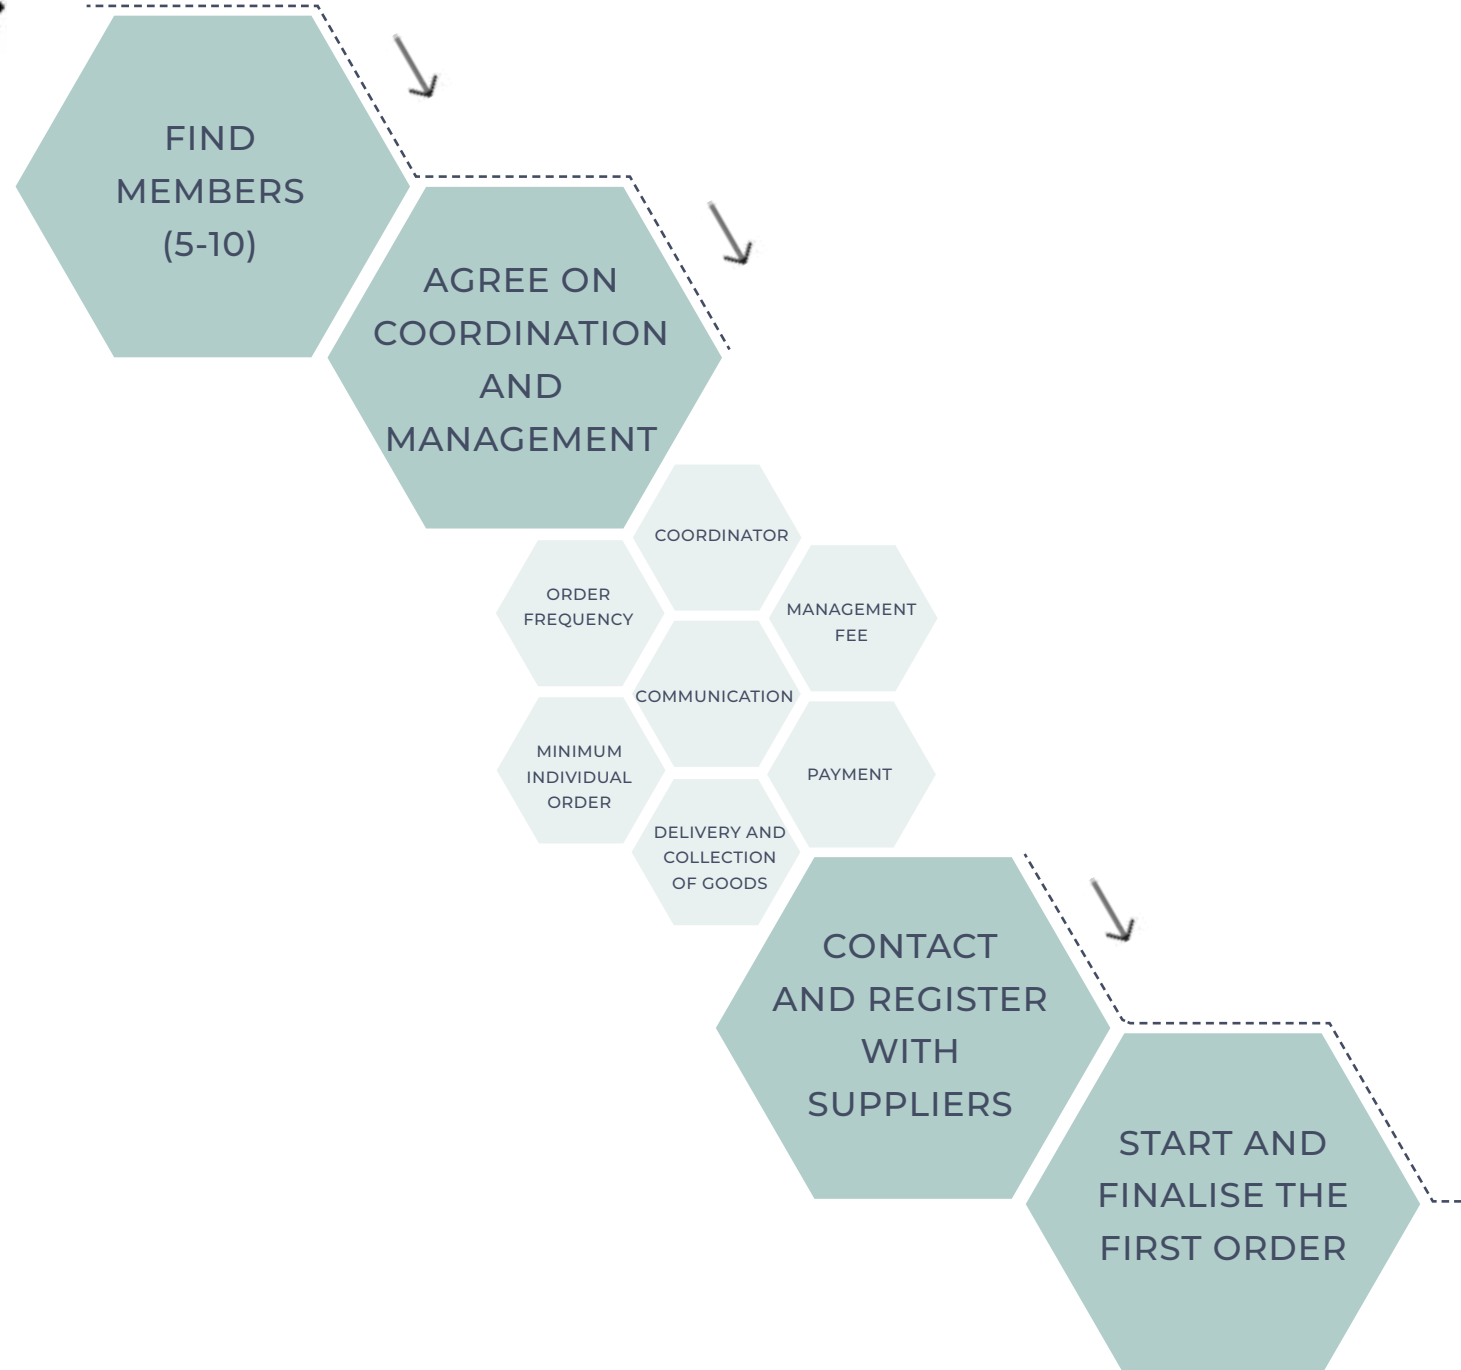 FIND
MEMBERS
(5-10)
AGREE ON
COORDINATION
AND
MANAGEMENT
COORDINATOR
ORDER
FREQUENCY
MANAGEMENT
FEE
COMMUNICATION
MINIMUM
INDIVIDUAL
ORDER
PAYMENT
DELIVERY AND
COLLECTION
OF GOODS
CONTACT
AND REGISTER
WITH
SUPPLIERS
START AND
FINALISE THE
FIRST ORDER